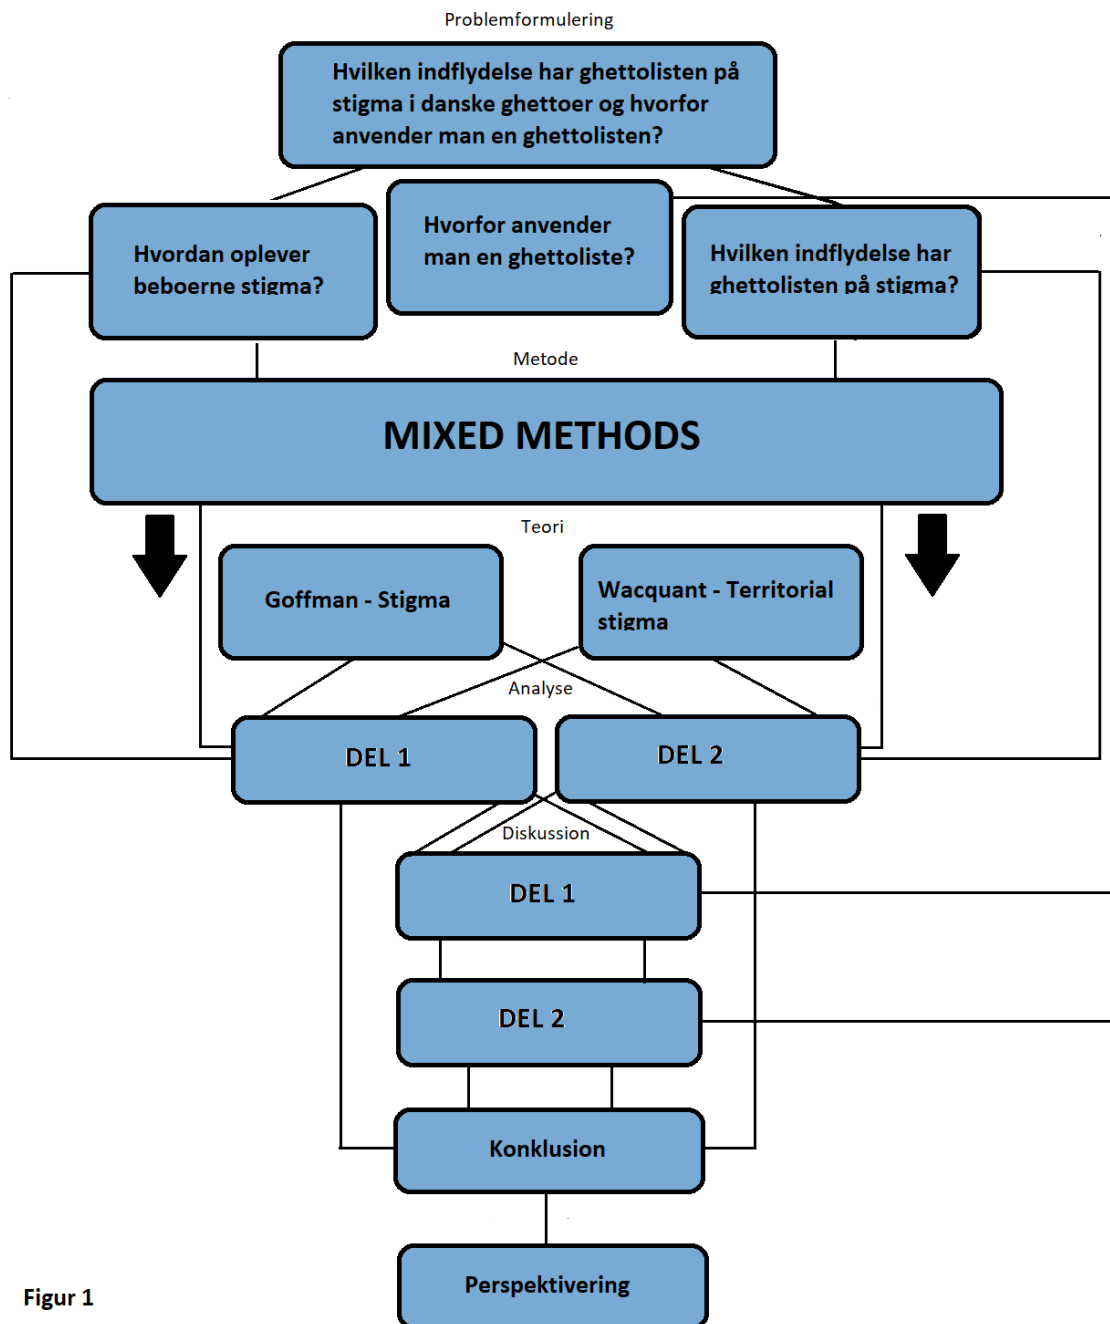 Problemformulering
Hvilken indflydelse har ghettolisten på
stigma i danske ghettoer og hvorfor
anvender man en ghettolisten?
Hvordan oplever
beboerne stigma?
Hvorfor anvender
man en ghettoliste?
Hvilken indflydelse har
ghettolisten på stigma?
Metode
MIXED METHODS
Teori
Goffman - Stigma
Wacquant - Territorial
stigma
Analyse
DEL 1
DEL 2
Diskussion
DEL 1
DEL 2
Konklusion
Perspektivering
Figur 1